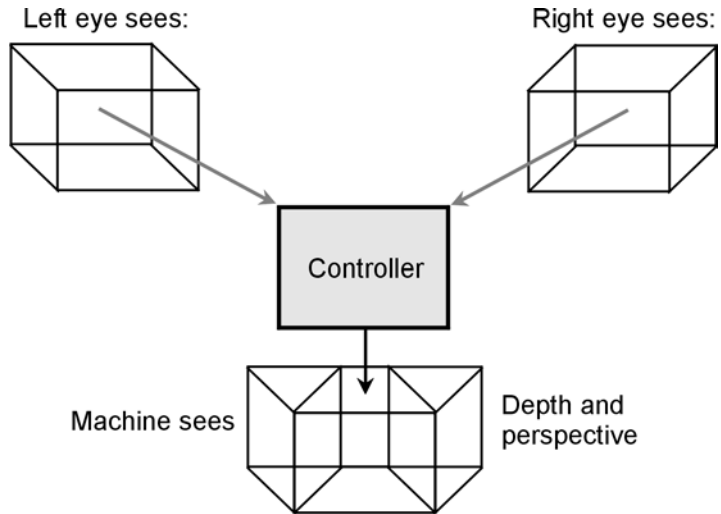 Left eye sees:
Right eye sees:
Controller
Machine sees
Depth and
perspective